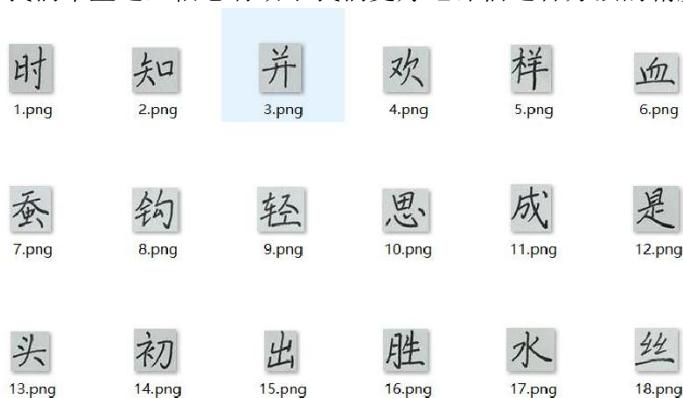 时 知 并 欢 样 血
1.png 2.png 3.png 4.png 5.png 6.png
蚕 钩 轻 思 成 是
7.png 8.png 9.png 10.png 11.png 12.png
头 初 出 胜 水 丝
13.png 14.png 15.png 16.png 17.png 18.png